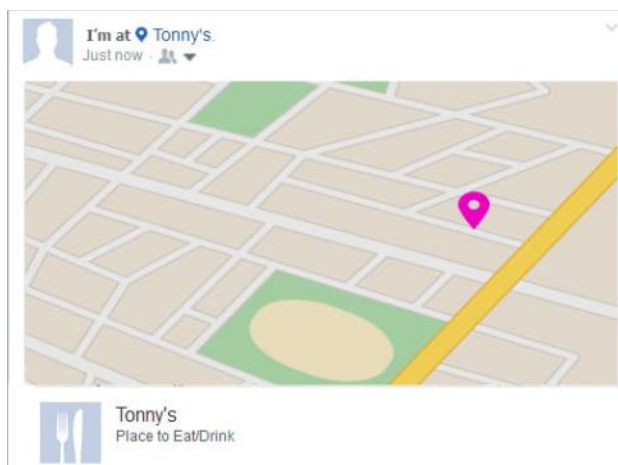 I'm at Tonny's.
Just now ·
Tonny's
Place to Eat/Drink